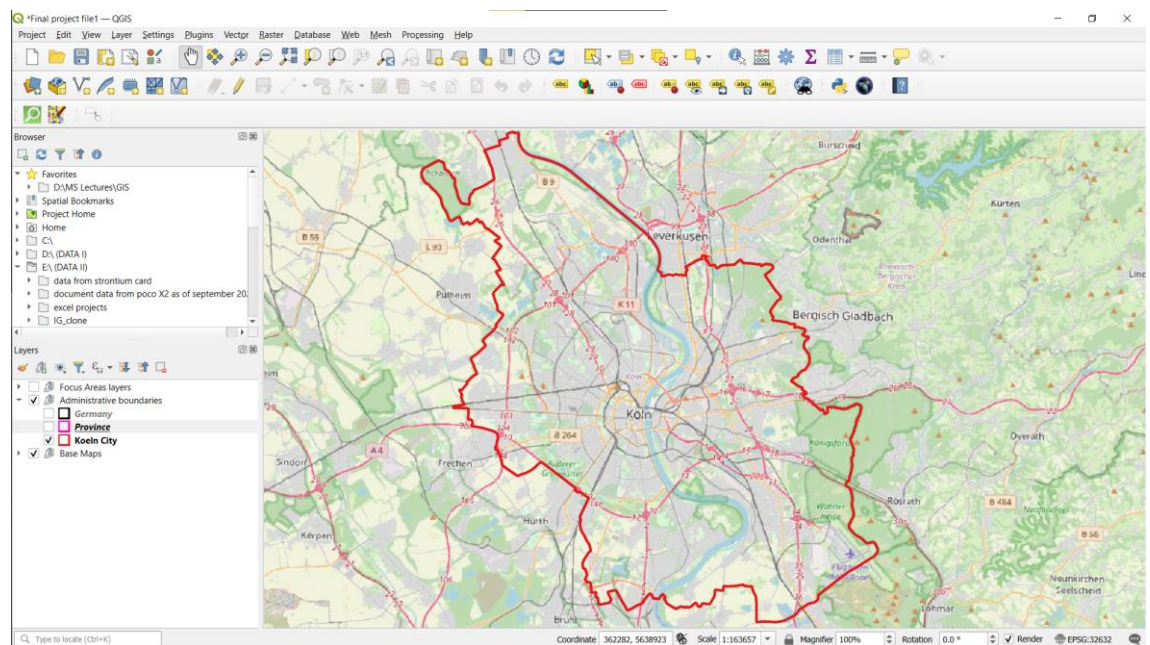 *Final project file1 — QGIS
Project Edit View Layer Settings Plugins Vector Raster Database Web Mesh Processing Help
Browser
Favorites
D:\MS Lectures\GIS
Spatial Bookmarks
Project Home
Home
C:\
D:\ (DATA I)
E:\ (DATA II)
data from strontium card
document data from poco X2 as of september 20
excel projects
IG_clone
Layers
Focus Areas layers
Administrative boundaries
Germany
Province
Koeln City
Base Maps
Burscheid
Kürten
B 9
B 59
L 93
Leverkusen
Odenthal
Pulheim
K 11
Bergisch Gladbach
Köln
B 264
A 4
Frechen
Königsforst
Overath
Sindorf
Rösrath
B 484
Hürth
Kerpen
Wahner
B 56
Neunkirchen
Seelscheid
Lohmar
Brühl
Type to locate (Ctrl+K)
Coordinate 362282, 5638923 Scale 1:163657 Magnifier 100% Rotation 0.0 ° Render EPSG:32632